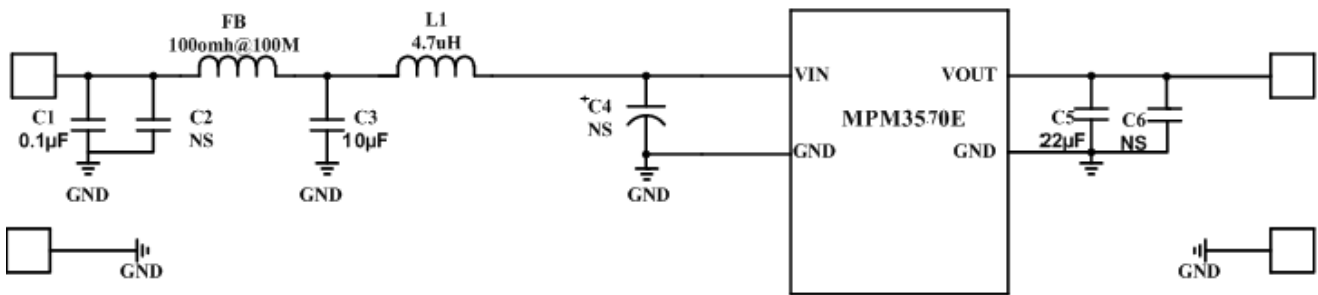 FB
100omh@100M
L1
4.7uH
C1
0.1µF
C2
NS
C3
10µF
+C4
NS
VIN
VOUT
MPM3570E
GND
GND
C5
22µF
C6
NS
GND
GND
GND
GND
GND